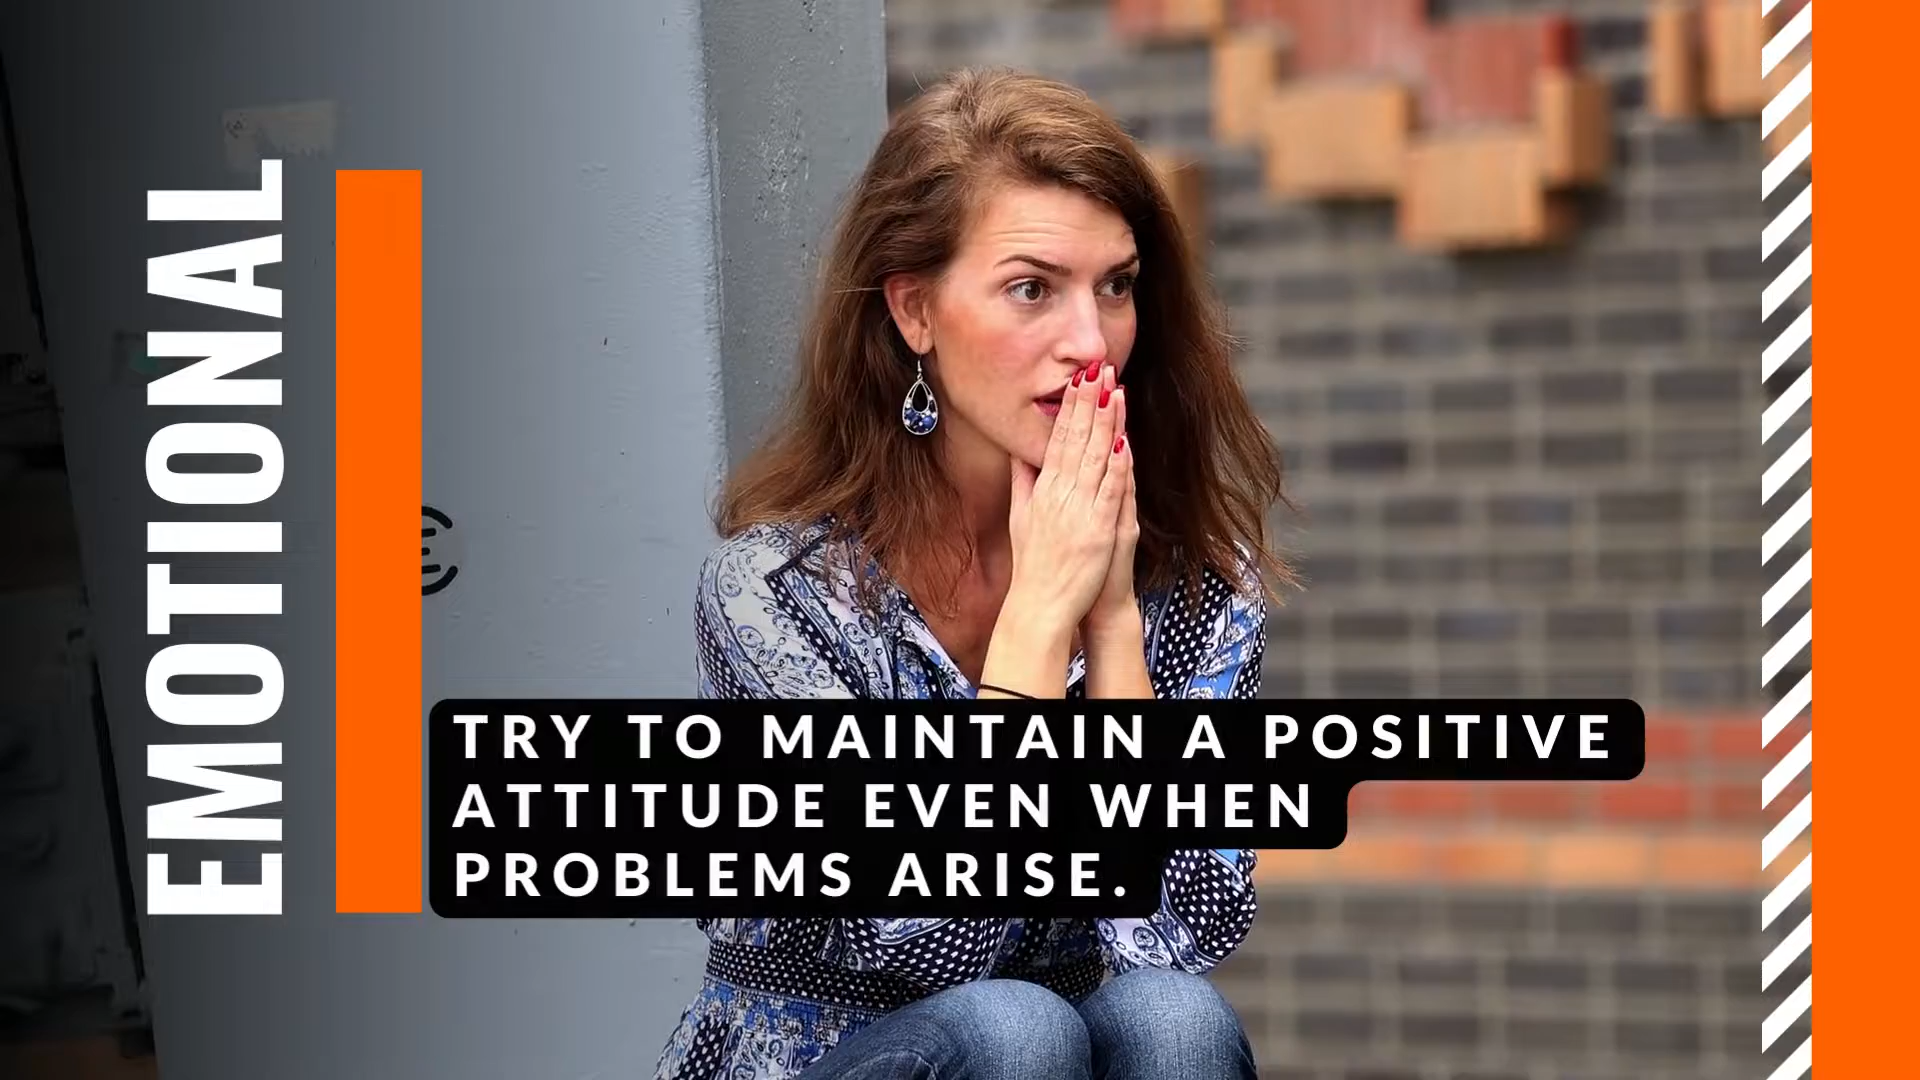 EMOTIONAL
TRY TO MAINTAIN A POSITIVE
ATTITUDE EVEN WHEN
PROBLEMS ARISE.